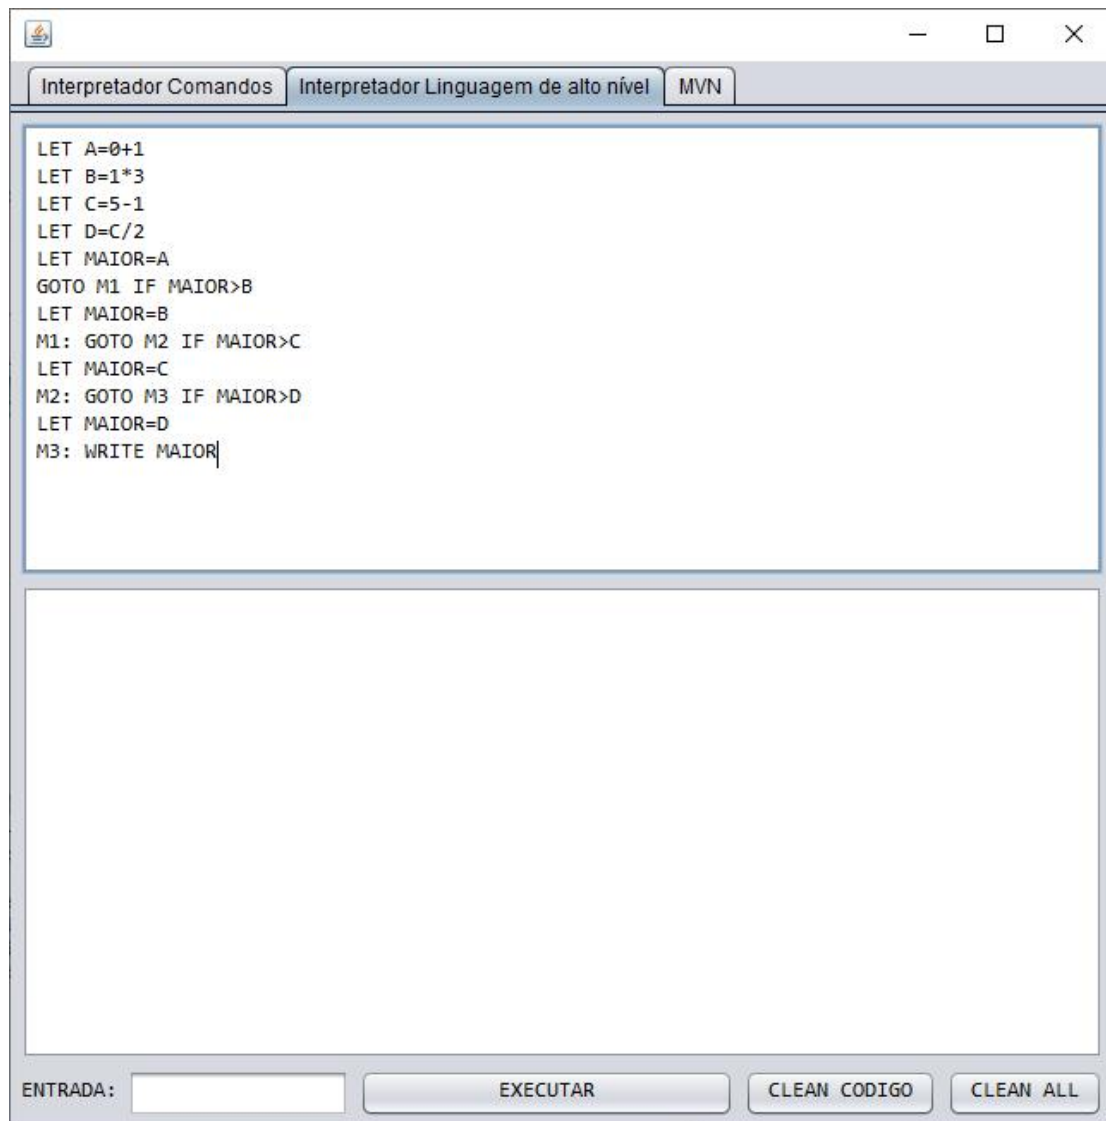 Interpretador Comandos Interpretador Linguagem de alto nível MVN
LET A=0+1
LET B=1*3
LET C=5-1
LET D=C/2
LET MAIOR=A
GOTO M1 IF MAIOR>B
LET MAIOR=B
M1: GOTO M2 IF MAIOR>C
LET MAIOR=C
M2: GOTO M3 IF MAIOR>D
LET MAIOR=D
M3: WRITE MAIOR
ENTRADA: EXECUTAR CLEAN CODIGO CLEAN ALL